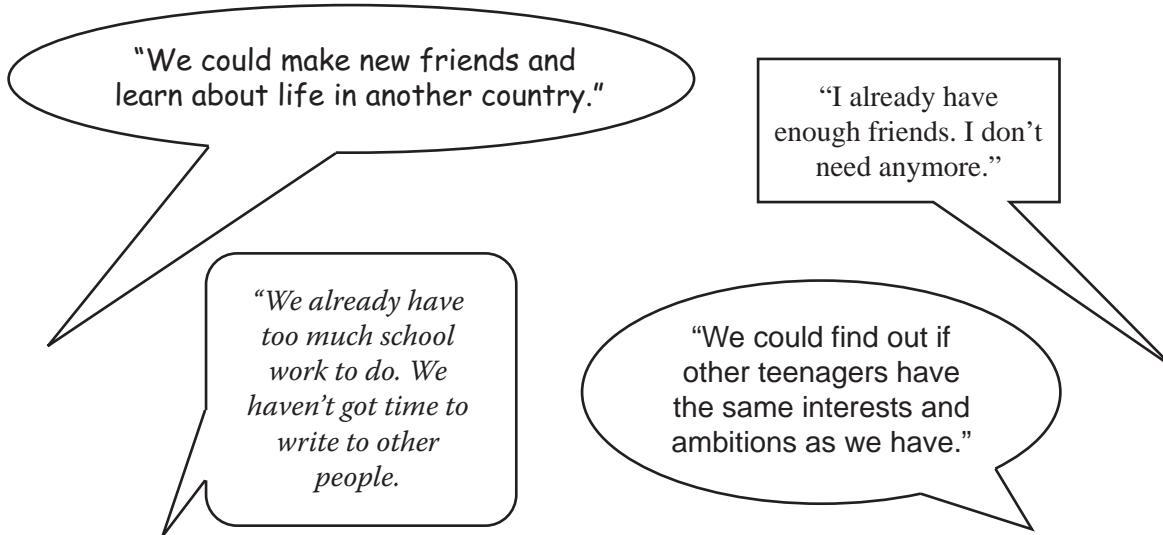 “We could make new friends and
learn about life in another country.”
“I already have
enough friends. I don’t
need anymore.”
“We already have
too much school
work to do. We
haven’t got time to
write to other
people.
“We could find out if
other teenagers have
the same interests and
ambitions as we have.”